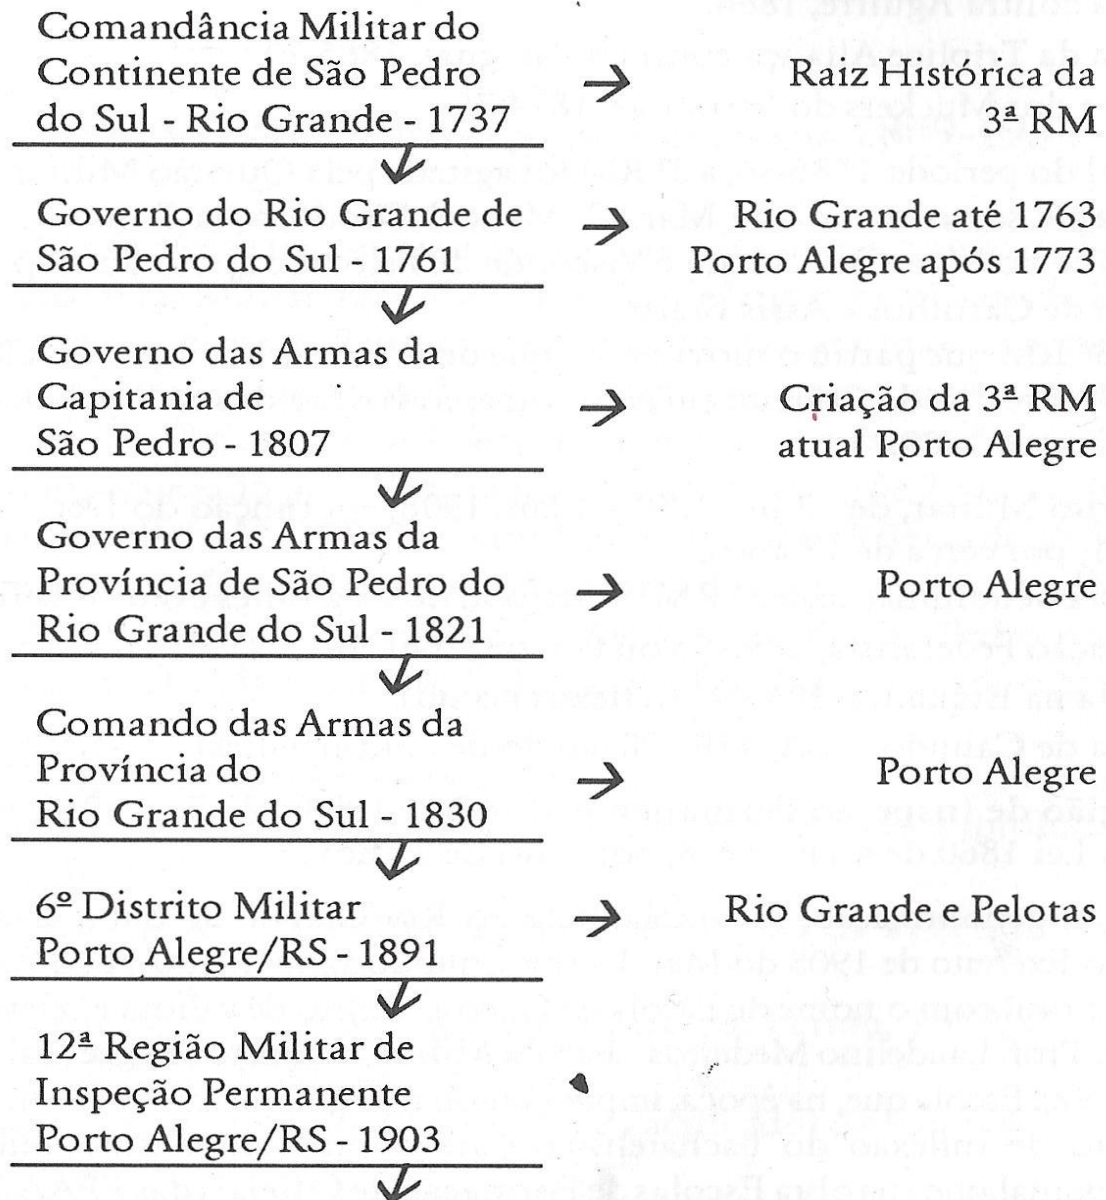 Comandância Militar do
Continente de São Pedro
do Sul - Rio Grande - 1737
Raiz Histórica da
3ª RM
Governo do Rio Grande de
São Pedro do Sul - 1761
Rio Grande até 1763
Porto Alegre após 1773
Governo das Armas da
Capitania de
São Pedro - 1807
Criação da 3ª RM
atual Porto Alegre
Governo das Armas da
Província de São Pedro do
Rio Grande do Sul - 1821
Porto Alegre
Comando das Armas da
Província do
Rio Grande do Sul - 1830
Porto Alegre
6º Distrito Militar
Porto Alegre/RS - 1891
Rio Grande e Pelotas
12ª Região Militar de
Inspeção Permanente
Porto Alegre/RS - 1903